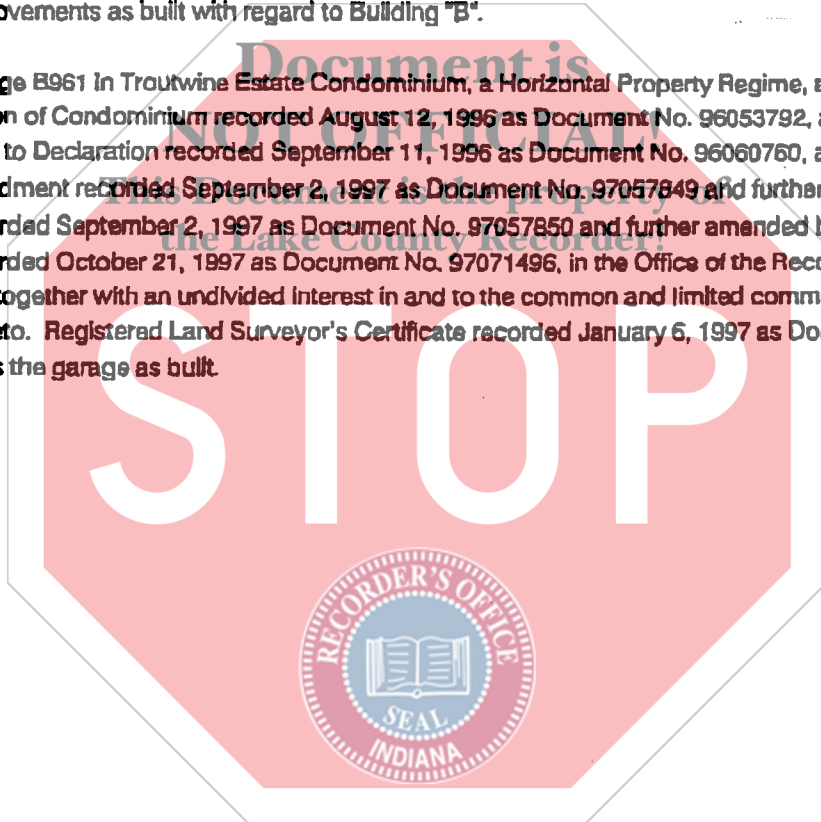 ovements as built with regard to Building "B".
Document is
ge B961 in Troutwine Estate Condominium, a Horizontal Property Regime, a
n of Condominium recorded August 12, 1996 as Document No. 96053792, a
NOT OFFICIAL!
to Declaration recorded September 11, 1996 as Document No. 96060760, a
dment recorded September 2, 1997 as Document No. 97057849 and further
This Document is the property of
rded September 2, 1997 as Document No. 97057850 and further amended b
the Lake County Recorder!
rded October 21, 1997 as Document No. 97071496, in the Office of the Reco
ogether with an undivided interest in and to the common and limited comm
eto. Registered Land Surveyor's Certificate recorded January 6, 1997 as Do
s the garage as built.
STOP
RECORDER'S OFFICE
SEAL
INDIANA